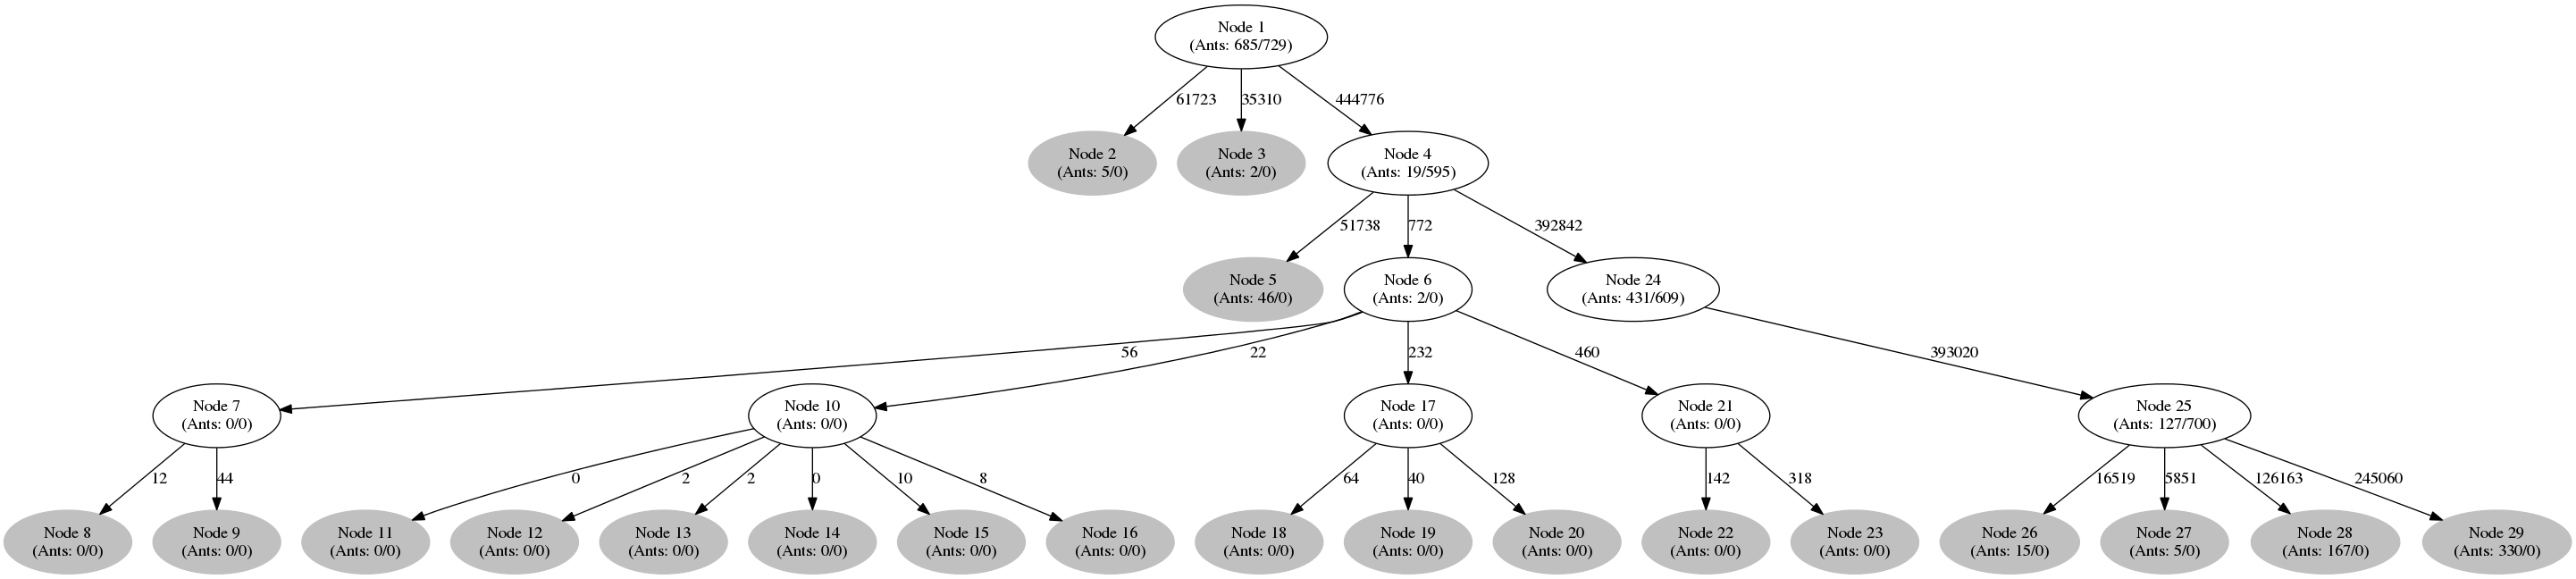 Node 1
(Ants: 685/729)
61723
35310
444776
Node 2
(Ants: 5/0)
Node 3
(Ants: 2/0)
Node 4
(Ants: 19/595)
51738
772
392842
Node 5
(Ants: 46/0)
Node 6
(Ants: 2/0)
Node 24
(Ants: 431/609)
56
22
232
460
393020
Node 7
(Ants: 0/0)
Node 10
(Ants: 0/0)
Node 17
(Ants: 0/0)
Node 21
(Ants: 0/0)
Node 25
(Ants: 127/700)
12
44
0
2
2
0
10
8
64
40
128
142
318
16519
5851
126163
245060
Node 8
(Ants: 0/0)
Node 9
(Ants: 0/0)
Node 11
(Ants: 0/0)
Node 12
(Ants: 0/0)
Node 13
(Ants: 0/0)
Node 14
(Ants: 0/0)
Node 15
(Ants: 0/0)
Node 16
(Ants: 0/0)
Node 18
(Ants: 0/0)
Node 19
(Ants: 0/0)
Node 20
(Ants: 0/0)
Node 22
(Ants: 0/0)
Node 23
(Ants: 0/0)
Node 26
(Ants: 15/0)
Node 27
(Ants: 5/0)
Node 28
(Ants: 167/0)
Node 29
(Ants: 330/0)